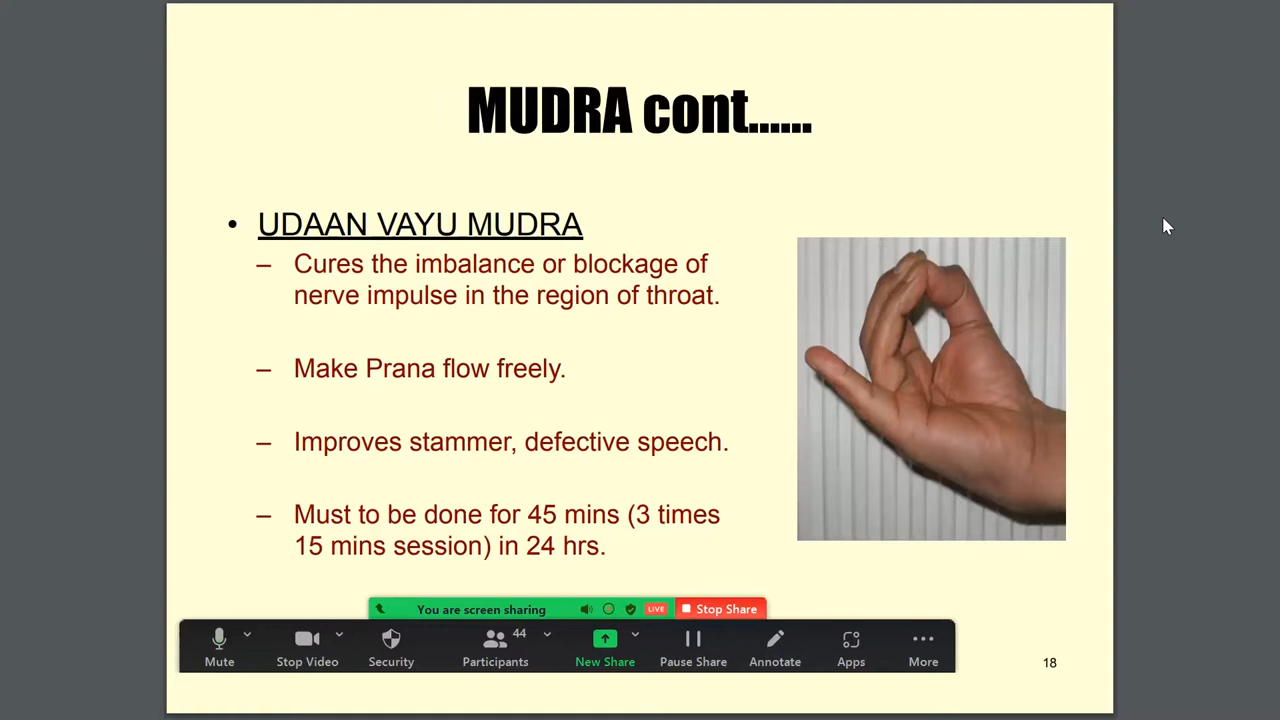 MUDRA cont......
• UDAAN VAYU MUDRA
– Cures the imbalance or blockage of
nerve impulse in the region of throat.
– Make Prana flow freely.
– Improves stammer, defective speech.
– Must to be done for 45 mins (3 times
15 mins session) in 24 hrs.
You are screen sharing LIVE Stop Share
44
Mute Stop Video Security Participants New Share Pause Share Annotate Apps More
18